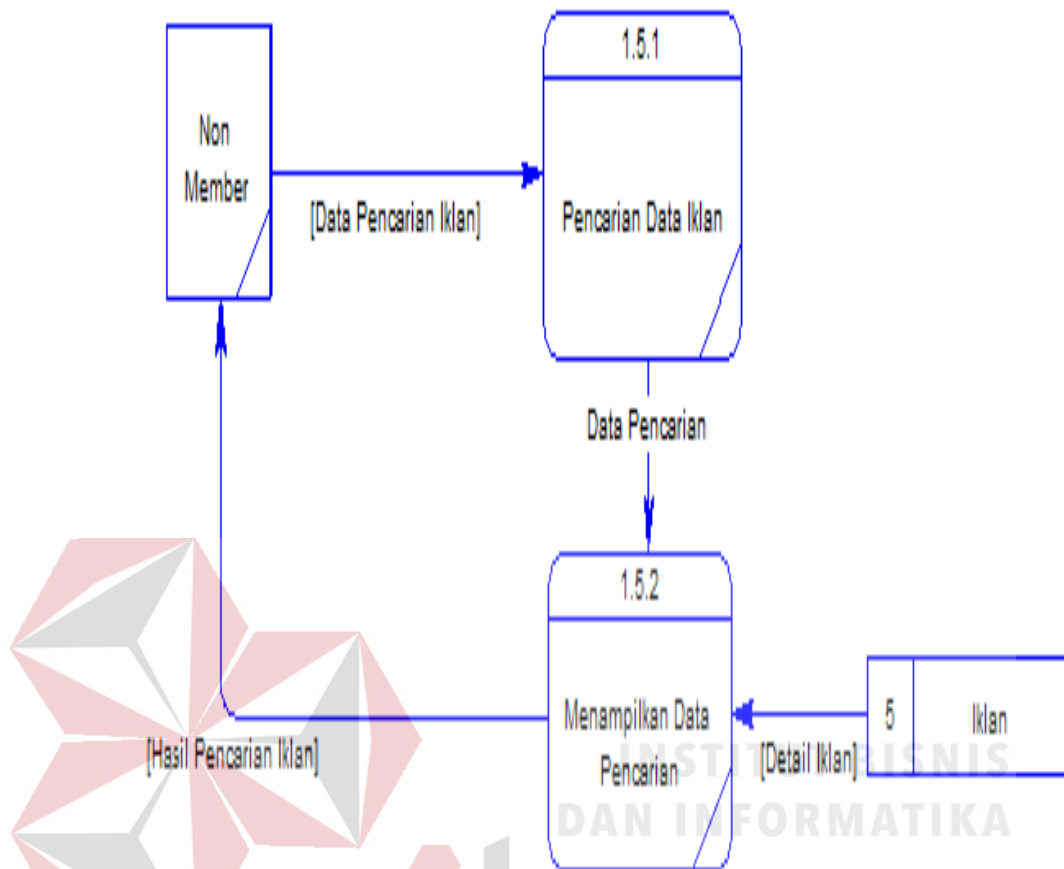 1.5.1
Non
Member
Pencarian Data Iklan
[Data Pencarian Iklan]
Data Pencarian
1.5.2
Menampilkan Data
Pencarian
5
Iklan
[Hasil Pencarian Iklan]
[Detail Iklan]
BISNIS
DAN INFORMATIKA